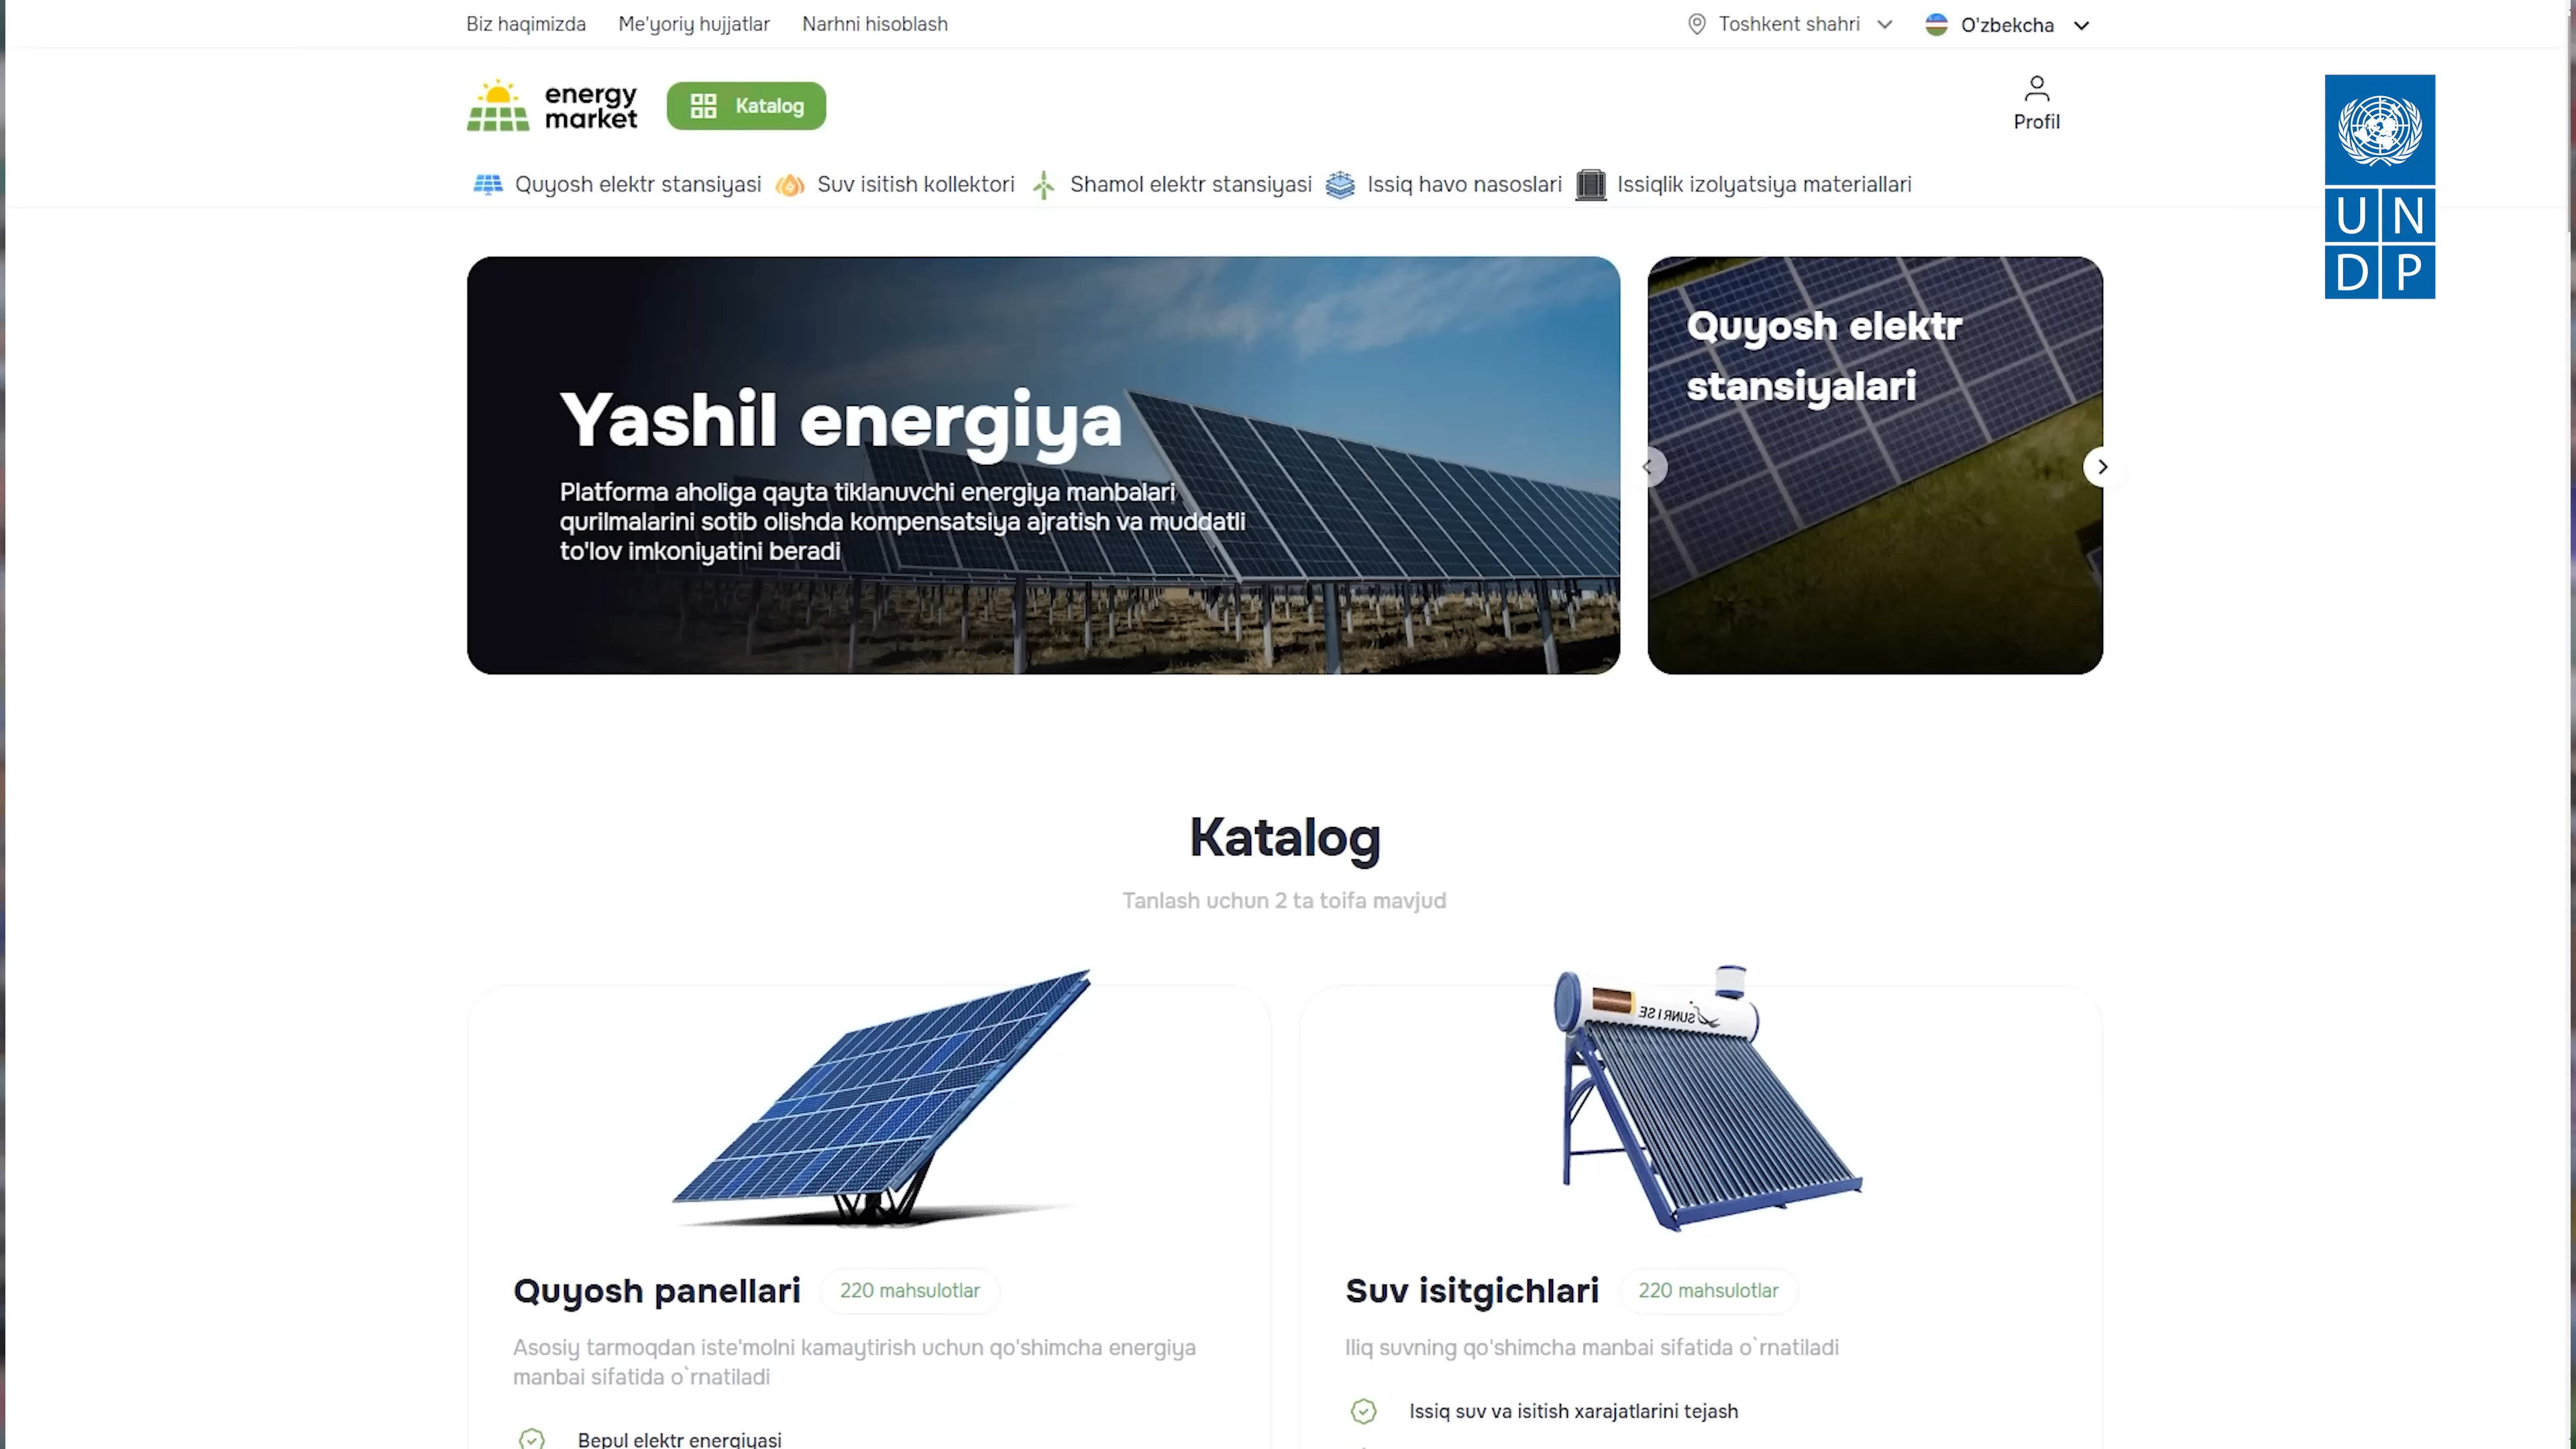 Biz haqimizda Me'yoriy hujjatlar Narhni hisoblash Toshkent shahri O'zbekcha
energy
market
Katalog
Profil
Quyosh elektr stansiyasi Suv isitish kollektori Shamol elektr stansiyasi Issiq havo nasoslari Issiqlik izolyatsiya materiallari
UN
DP
Yashil energiya
Platforma aholiga qayta tiklanuvchi energiya manbalari
qurilmalarini sotib olishda kompensatsiya ajratish va muddatli
to'lov imkoniyatini beradi
Quyosh elektr
stansiyalari
Katalog
Tanlash uchun 2 ta toifa mavjud
SUNRISE
Quyosh panellari 220 mahsulotlar
Asosiy tarmoqdan iste'molni kamaytirish uchun qo'shimcha energiya
manbai sifatida o`rnatiladi
Bepul elektr energiyasi
Suv isitgichlari 220 mahsulotlar
Iliq suvning qo'shimcha manbai sifatida o`rnatiladi
Issiq suv va isitish xarajatlarini tejash